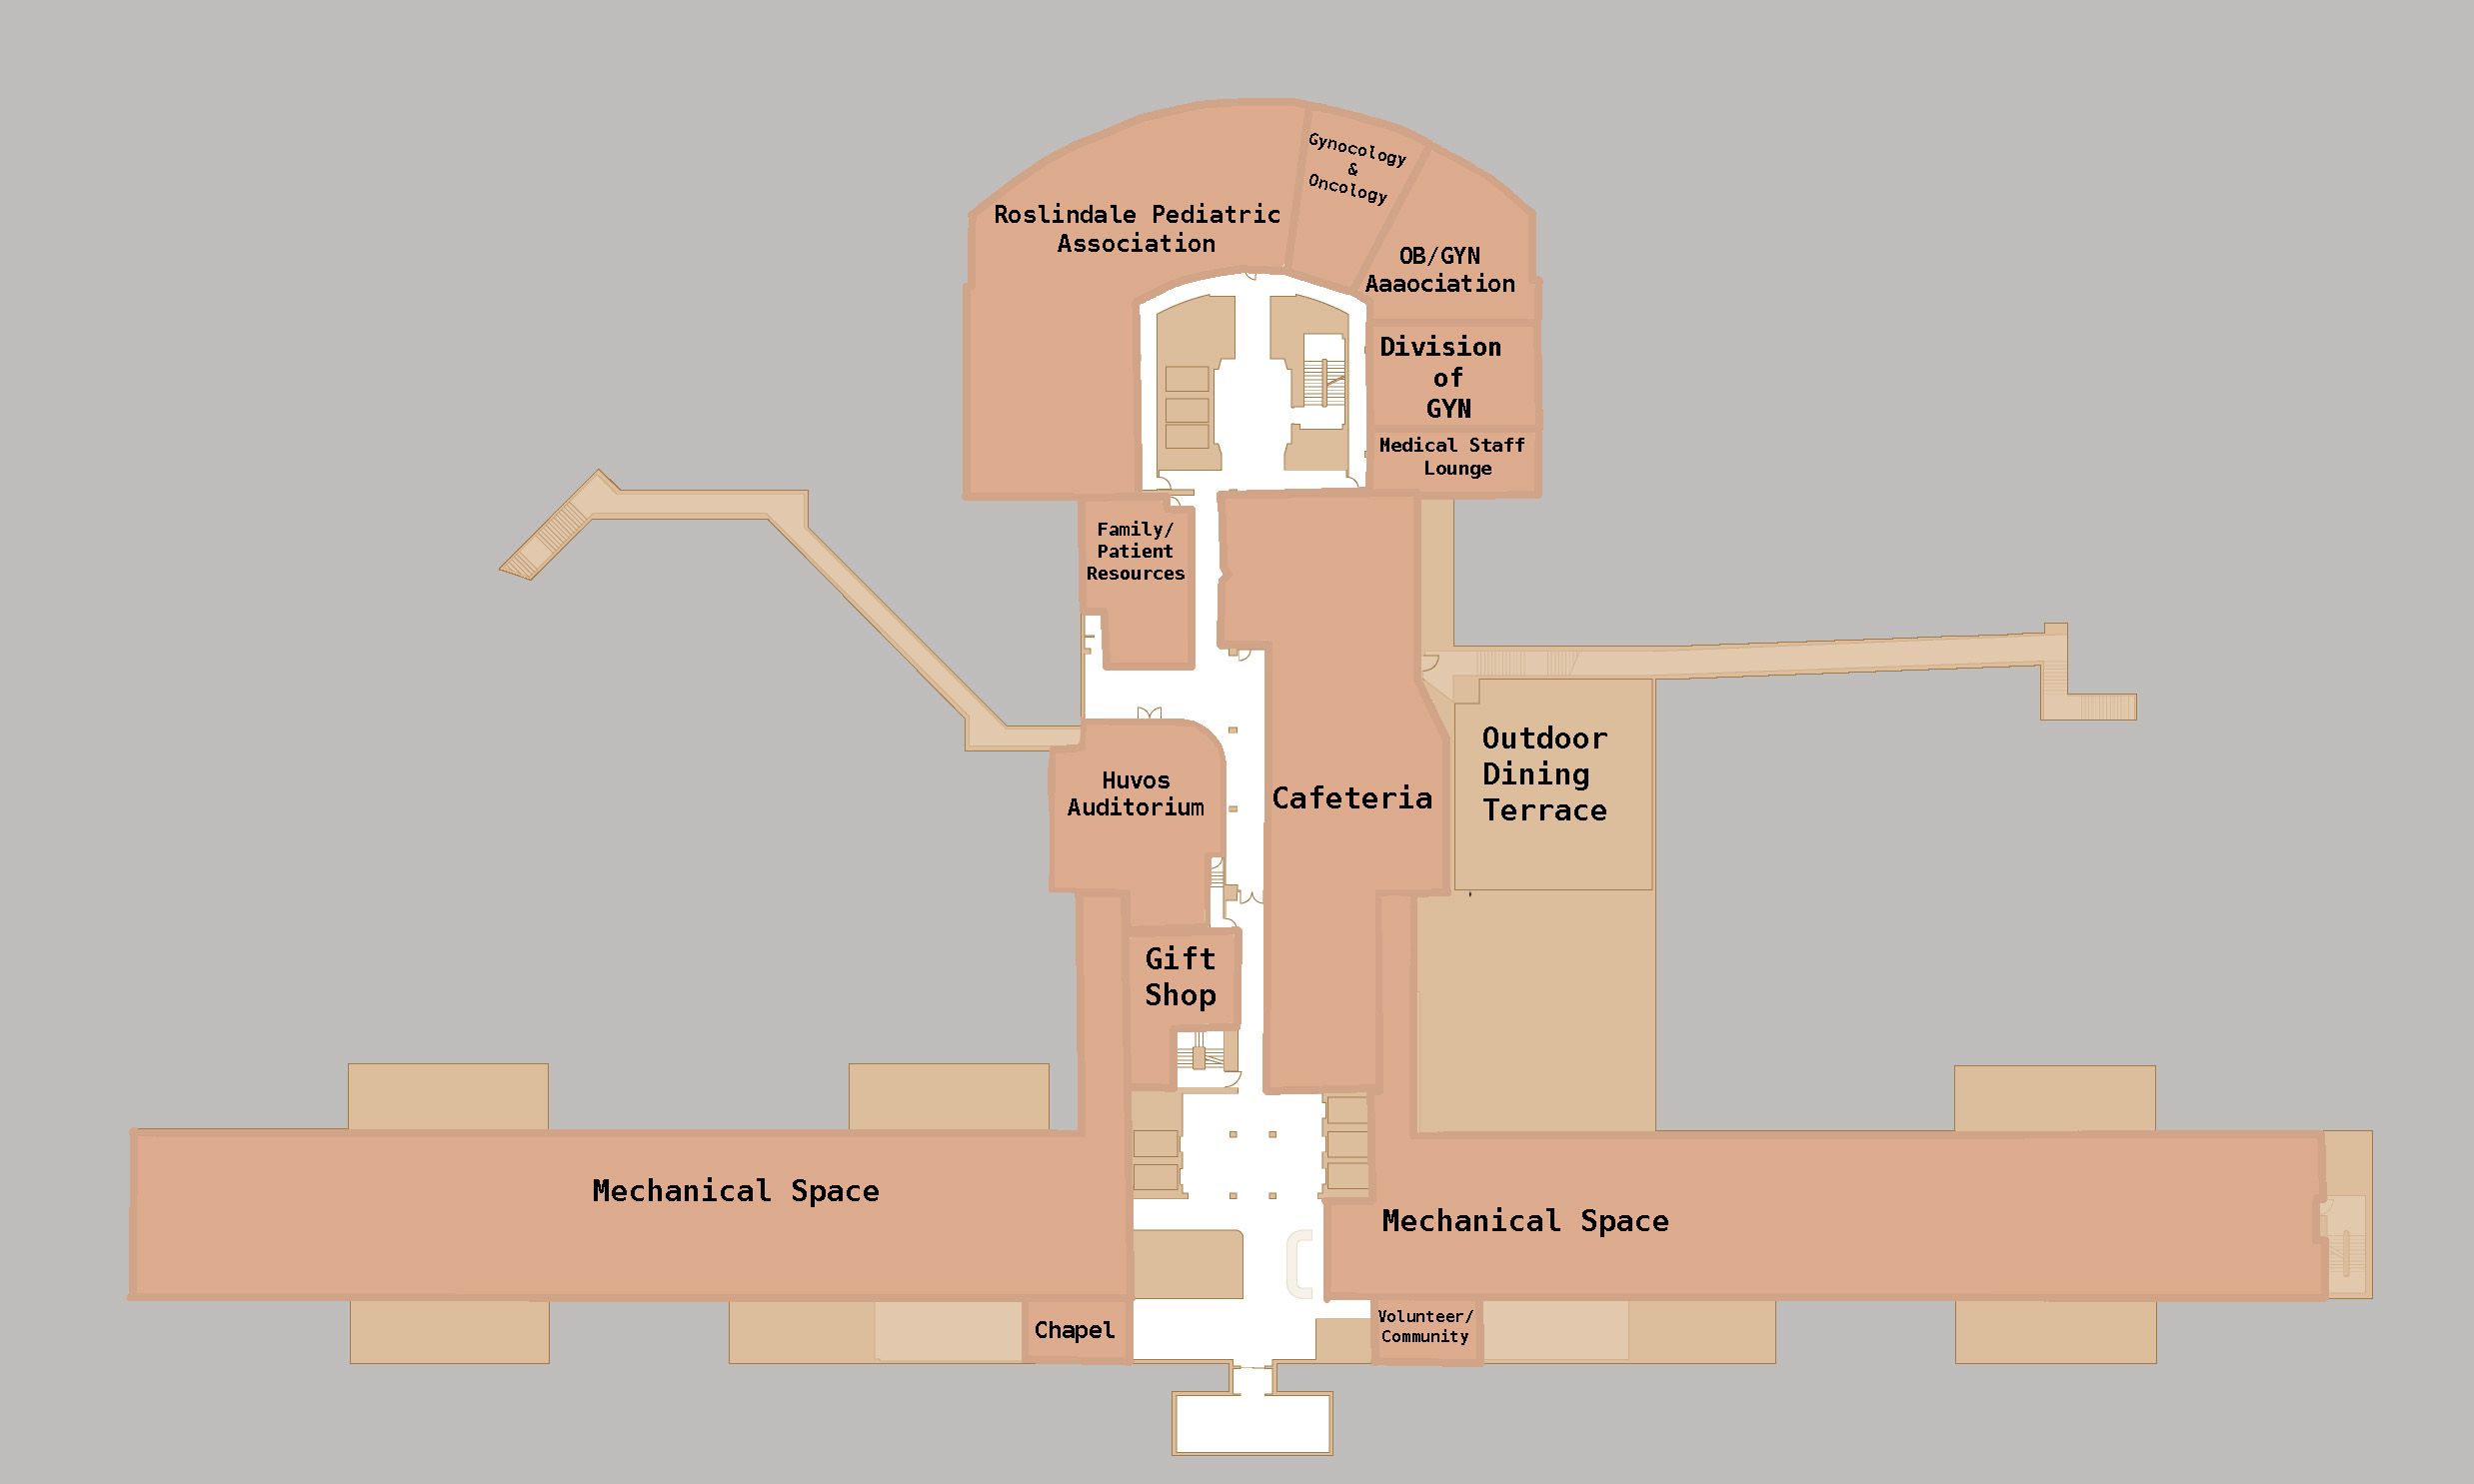 Gynocology
&
Oncology
Roslindale Pediatric
Association
OB/GYN
Aaaociation
Division
of
GYN
Medical Staff
Lounge
Family/
Patient
Resources
Outdoor
Dining
Terrace
Huvos
Auditorium
Cafeteria
Gift
Shop
Mechanical Space
Mechanical Space
Chapel
Volunteer/
Community